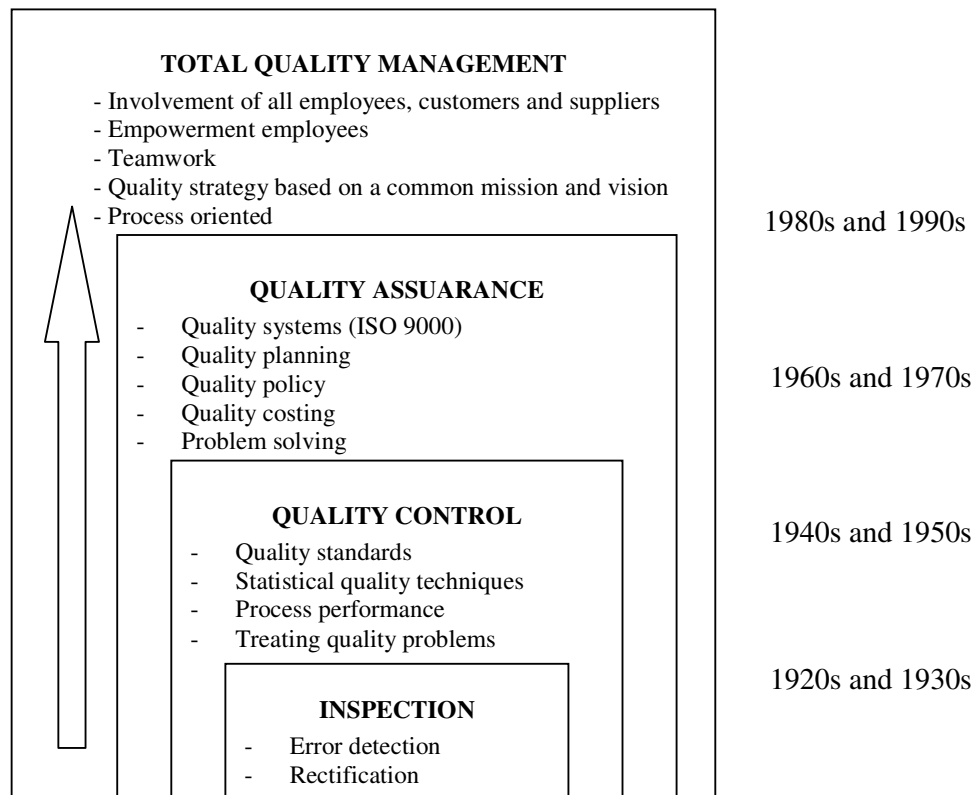 TOTAL QUALITY MANAGEMENT
- Involvement of all employees, customers and suppliers
- Empowerment employees
- Teamwork
- Quality strategy based on a common mission and vision
- Process oriented
1980s and 1990s
QUALITY ASSUARANCE
- Quality systems (ISO 9000)
- Quality planning
- Quality policy
- Quality costing
- Problem solving
1960s and 1970s
QUALITY CONTROL
- Quality standards
- Statistical quality techniques
- Process performance
- Treating quality problems
1940s and 1950s
INSPECTION
- Error detection
- Rectification
1920s and 1930s